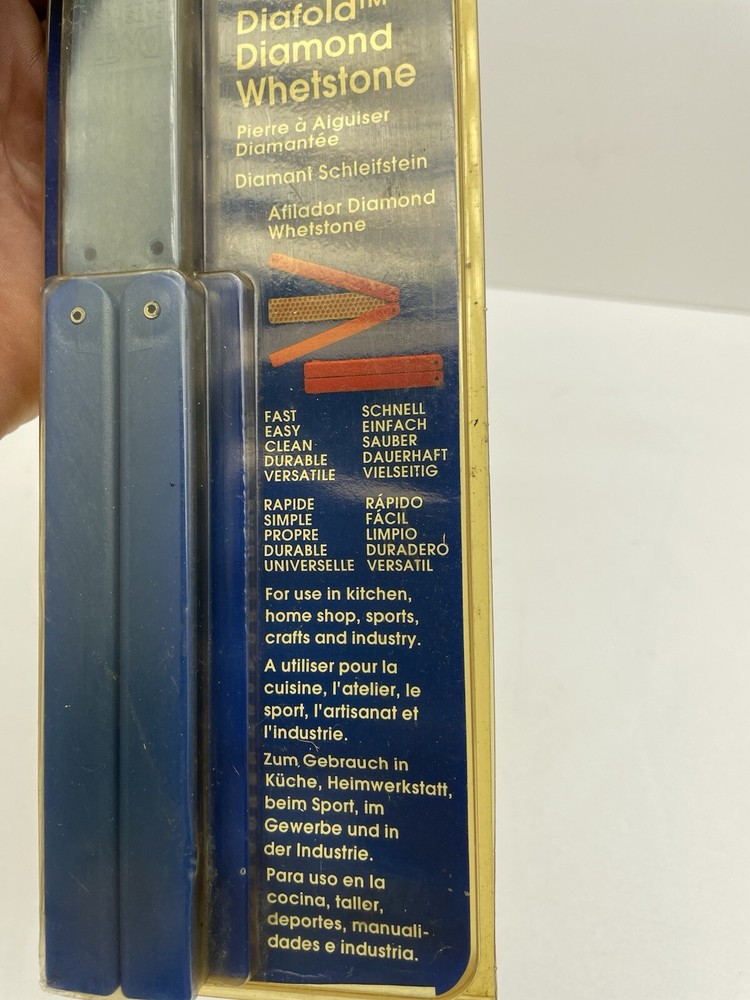 Diafold™
Diamond
Whetstone
Pierre à Aiguiser
Diamantée
Diamant Schleifstein
Afilador Diamond
Whetstone
FAST
EASY
CLEAN
DURABLE
VERSATILE
SCHNELL
EINFACH
SAUBER
DAUERHAFT
VIELSEITIG
RAPIDE
SIMPLE
PROPRE
DURABLE
UNIVERSELLE
RÁPIDO
FÁCIL
LIMPIO
DURADERO
VERSATIL
For use in kitchen,
home shop, sports,
crafts and industry.
A utiliser pour la
cuisine, l'atelier, le
sport, l'artisanat et
l'industrie.
Zum Gebrauch in
Küche, Heimwerkstatt,
beim Sport, im
Gewerbe und in
der Industrie.
Para uso en la
cocina, taller,
deportes, manuali-
dades e industria.